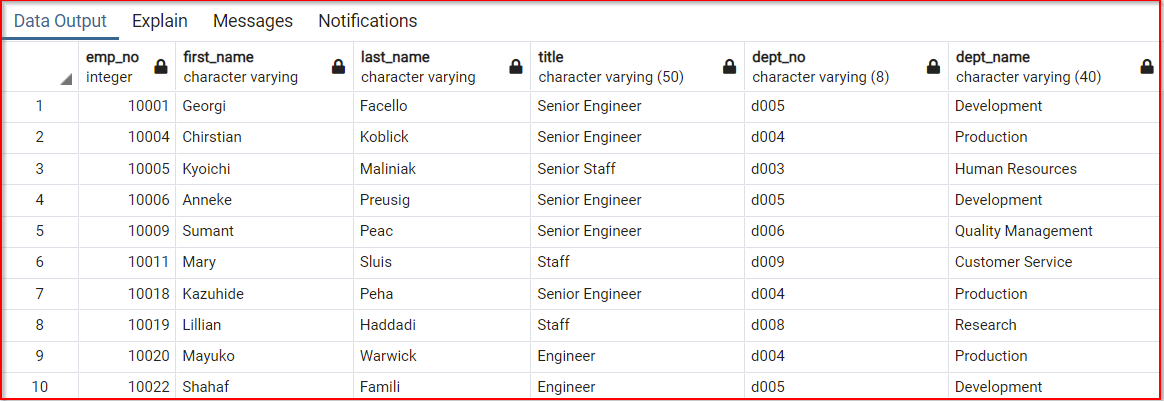 Data Output Explain Messages Notifications
emp_no first_name last_name title dept_no dept_name
integer character varying character varying character varying (50) character varying (8) character varying (40)
1 10001 Georgi Facello Senior Engineer d005 Development
2 10004 Chirstian Koblick Senior Engineer d004 Production
3 10005 Kyoichi Maliniak Senior Staff d003 Human Resources
4 10006 Anneke Preusig Senior Engineer d005 Development
5 10009 Sumant Peac Senior Engineer d006 Quality Management
6 10011 Mary Sluis Staff d009 Customer Service
7 10018 Kazuhide Peha Senior Engineer d004 Production
8 10019 Lillian Haddadi Staff d008 Research
9 10020 Mayuko Warwick Engineer d004 Production
10 10022 Shahaf Famili Engineer d005 Development